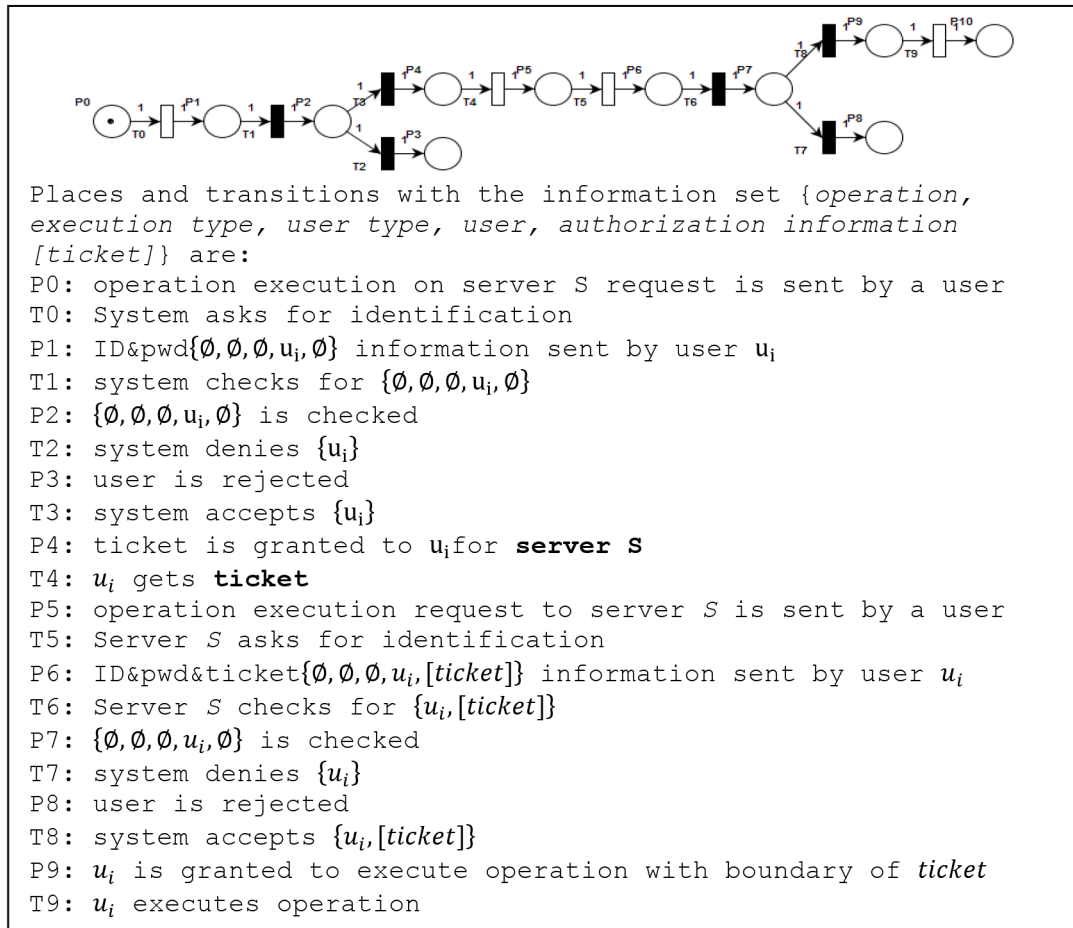 P9 P10
1 1 1 1
T8 T9
P4 P5 P6 P7
1 1 1 1 1 1 1 1 1
P0 P1 P2 T3 T4 T5 T6
1 1 1 1 1 1 1
P3 P8
1 1
T0 T1
T2 T7
Places and transitions with the information set {operation,
execution type, user type, user, authorization information
[ticket]} are:
P0: operation execution on server S request is sent by a user
T0: System asks for identification
P1: ID&pwd{∅,∅,∅,uᵢ,∅} information sent by user uᵢ
T1: system checks for {∅,∅,∅,uᵢ,∅}
P2: {∅,∅,∅,uᵢ,∅} is checked
T2: system denies {uᵢ}
P3: user is rejected
T3: system accepts {uᵢ}
P4: ticket is granted to uᵢfor server S
T4: uᵢ gets ticket
P5: operation execution request to server S is sent by a user
T5: Server S asks for identification
P6: ID&pwd&ticket{∅,∅,∅,uᵢ,[ticket]} information sent by user uᵢ
T6: Server S checks for {uᵢ,[ticket]}
P7: {∅,∅,∅,uᵢ,∅} is checked
T7: system denies {uᵢ}
P8: user is rejected
T8: system accepts {uᵢ,[ticket]}
P9: uᵢ is granted to execute operation with boundary of ticket
T9: uᵢ executes operation